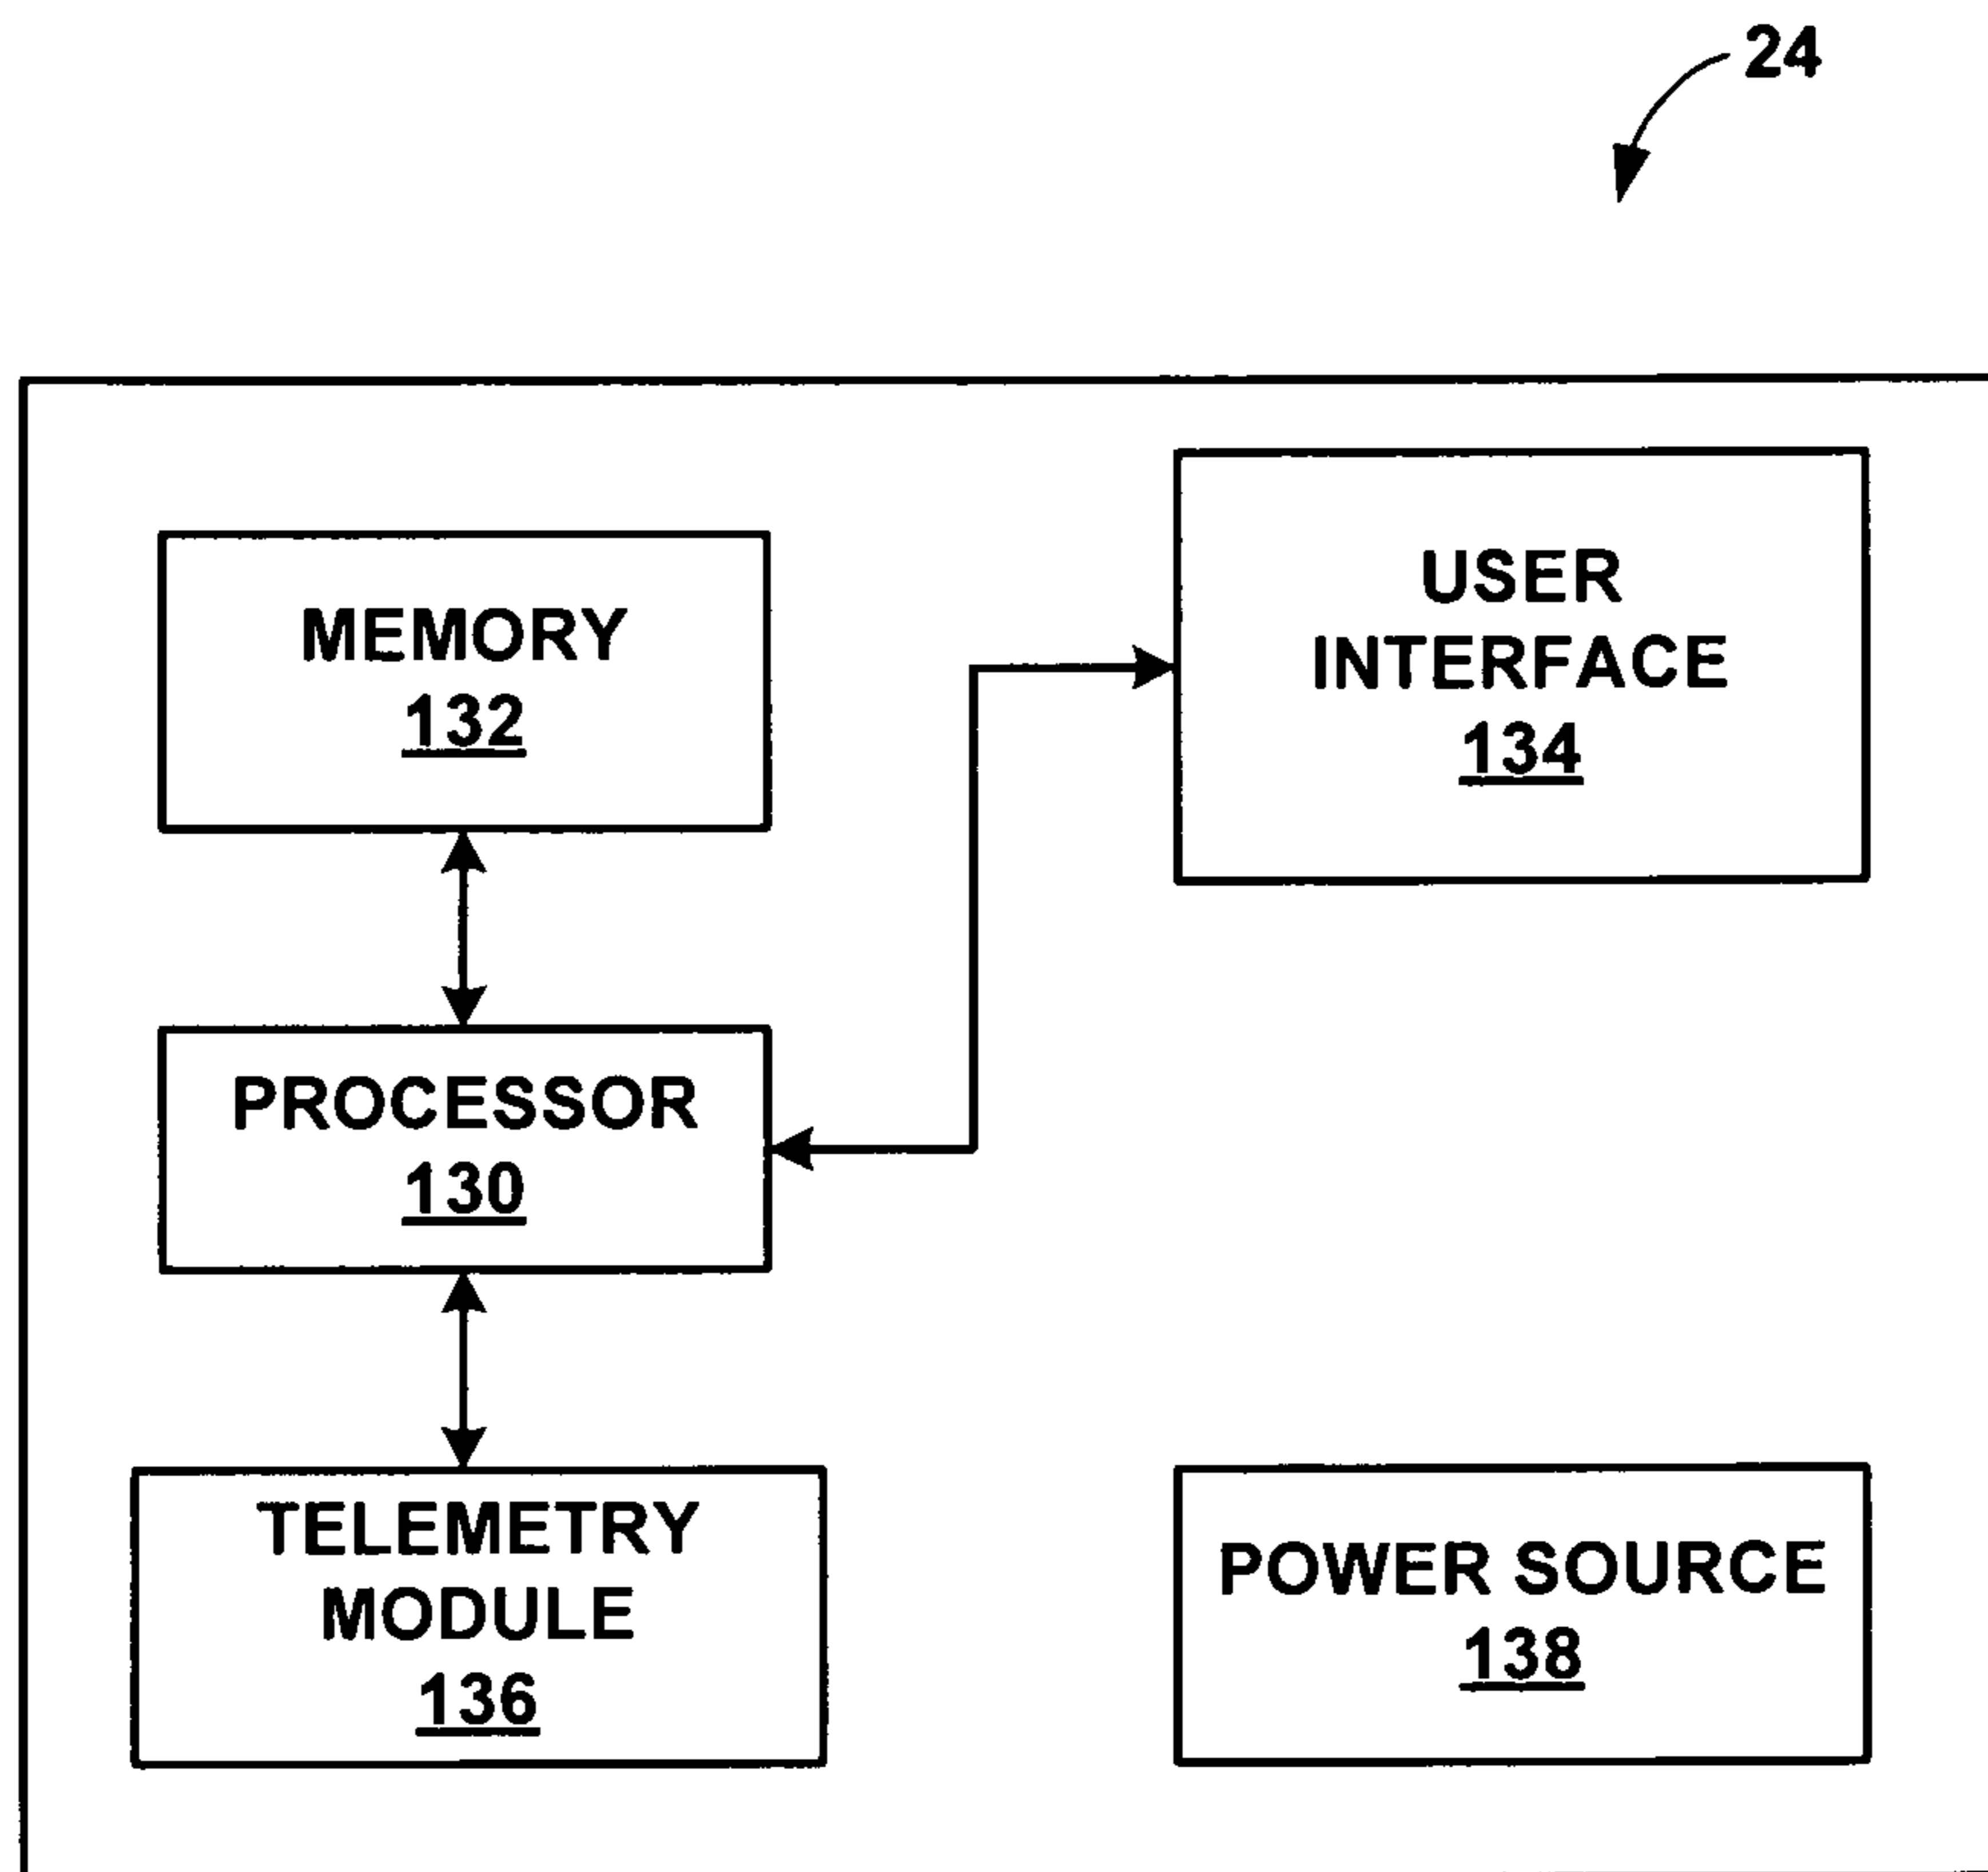 24
MEMORY
132
USER
INTERFACE
134
PROCESSOR
130
TELEMETRY
MODULE
136
POWER SOURCE
138